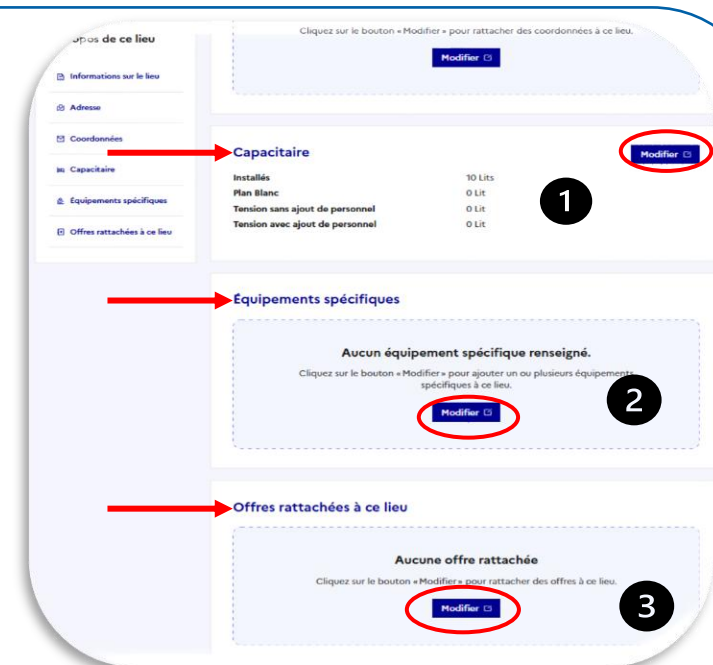 Cliquez sur le bouton « Modifier » pour rattacher des coordonnées à ce lieu.
Modifier
opos de ce lieu
Informations sur le lieu
Adresse
Coordonnées
Capacitaire
Équipements spécifiques
Offres rattachées à ce lieu
Capacitaire
Modifier
Installés 10 Lits
Plan Blanc 0 Lit
Tension sans ajout de personnel 0 Lit
Tension avec ajout de personnel 0 Lit
1
Équipements spécifiques
Aucun équipement spécifique renseigné.
Cliquez sur le bouton « Modifier » pour ajouter un ou plusieurs équipements
spécifiques à ce lieu.
Modifier
2
Offres rattachées à ce lieu
Aucune offre rattachée
Cliquez sur le bouton « Modifier » pour rattacher des offres à ce lieu.
Modifier
3